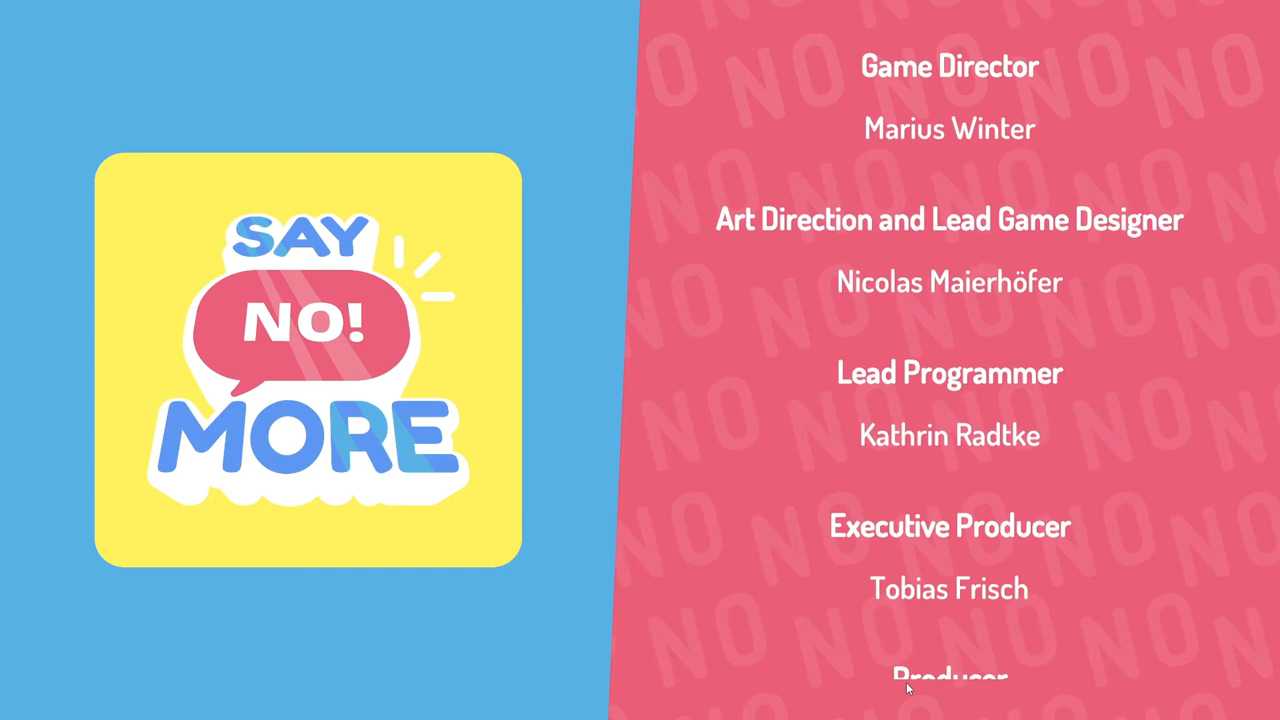 SAY
NO!
MORE
Game Director
Marius Winter
Art Direction and Lead Game Designer
Nicolas Maierhöfer
Lead Programmer
Kathrin Radtke
Executive Producer
Tobias Frisch
Producer